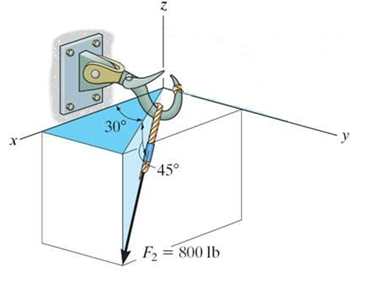 z
30°
x
y
45°
F₂ = 800 lb